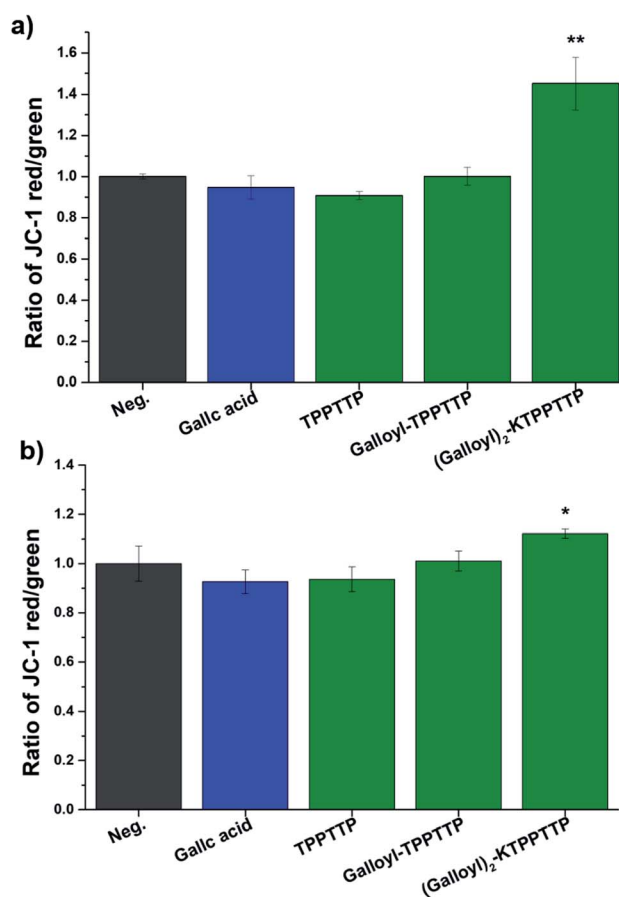 a)
Ratio of JC-1 red/green
1.6
1.4
1.2
1.0
0.8
0.6
0.4
0.2
0.0
**
Neg.
Gallc acid
TPPTTP
Galloyl-TPPTTP
(Galloyl)₂-KTPPTTP
b)
Ratio of JC-1 red/green
1.4
1.2
1.0
0.8
0.6
0.4
0.2
0.0
*
Neg.
Gallc acid
TPPTTP
Galloyl-TPPTTP
(Galloyl)₂-KTPPTTP